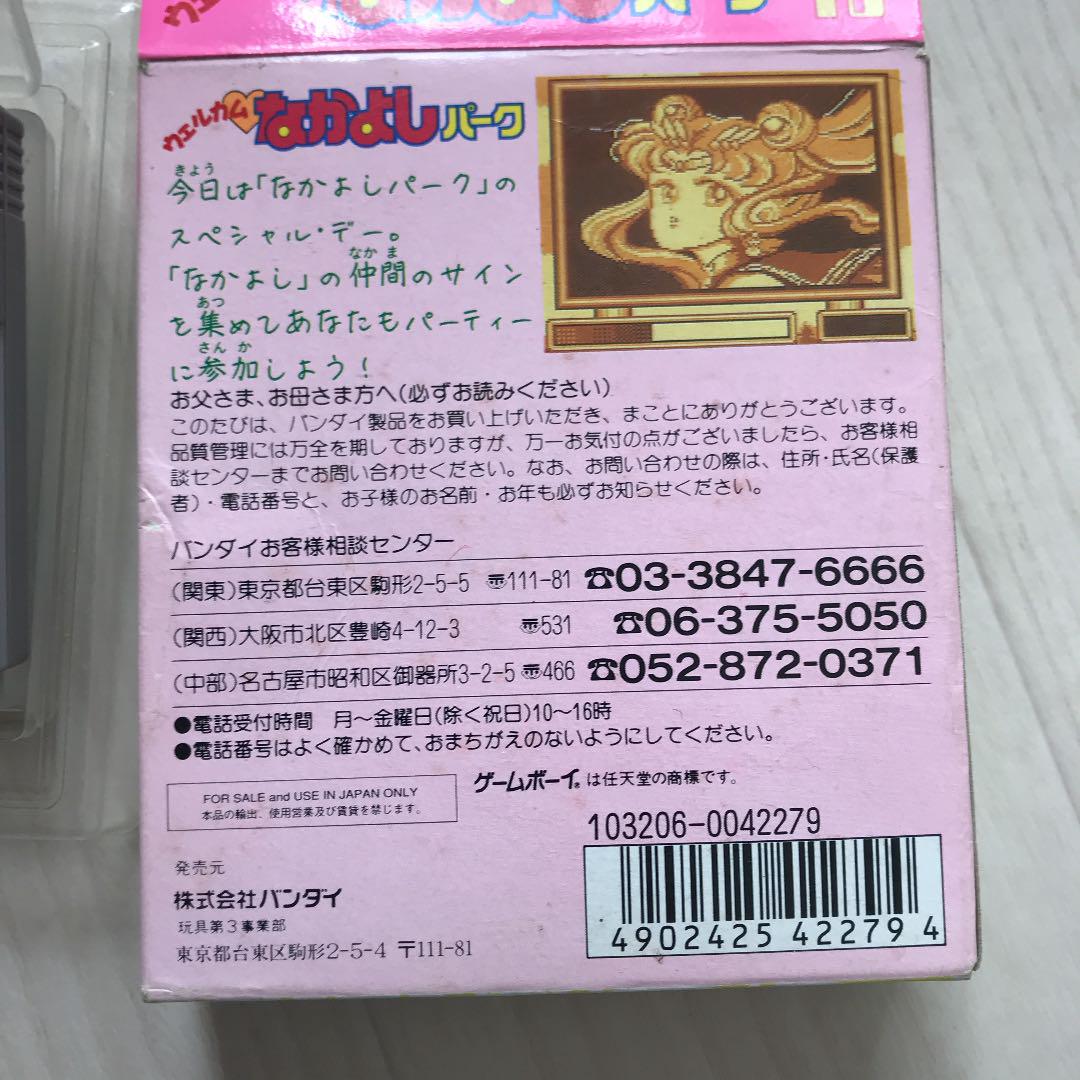 ウェルカム なかよしパーク
きょう
今日は「なかよしパーク」の
スペシャル・デー。
なかま
「なかよし」の仲間のサイン
あつ
を集めてあなたもパーティー
さんか
に参加しよう！
お父さま、お母さま方へ(必ずお読みください)
このたびは、バンダイ製品をお買い上げいただき、まことにありがとうございます。
品質管理には万全を期しておりますが、万一お気付の点がございましたら、お客様相
談センターまでお問い合わせください。なお、お問い合わせの際は、住所・氏名(保護
者)・電話番号と、お子様のお名前・お年も必ずお知らせください。
バンダイお客様相談センター
(関東)東京都台東区駒形2-5-5 〠111-81 ☎03-3847-6666
(関西)大阪市北区豊崎4-12-3 〠531 ☎06-375-5050
(中部)名古屋市昭和区御器所3-2-5 〠466 ☎052-872-0371
●電話受付時間 月～金曜日(除く祝日)10～16時
●電話番号はよく確かめて、おまちがえのないようにしてください。
FOR SALE and USE IN JAPAN ONLY
本品の輸出、使用営業及び賃貸を禁じます。
ゲームボーイ® は任天堂の商標です。
103206-0042279
4902425 422794
発売元
株式会社バンダイ
玩具第3事業部
東京都台東区駒形2-5-4 〒111-81